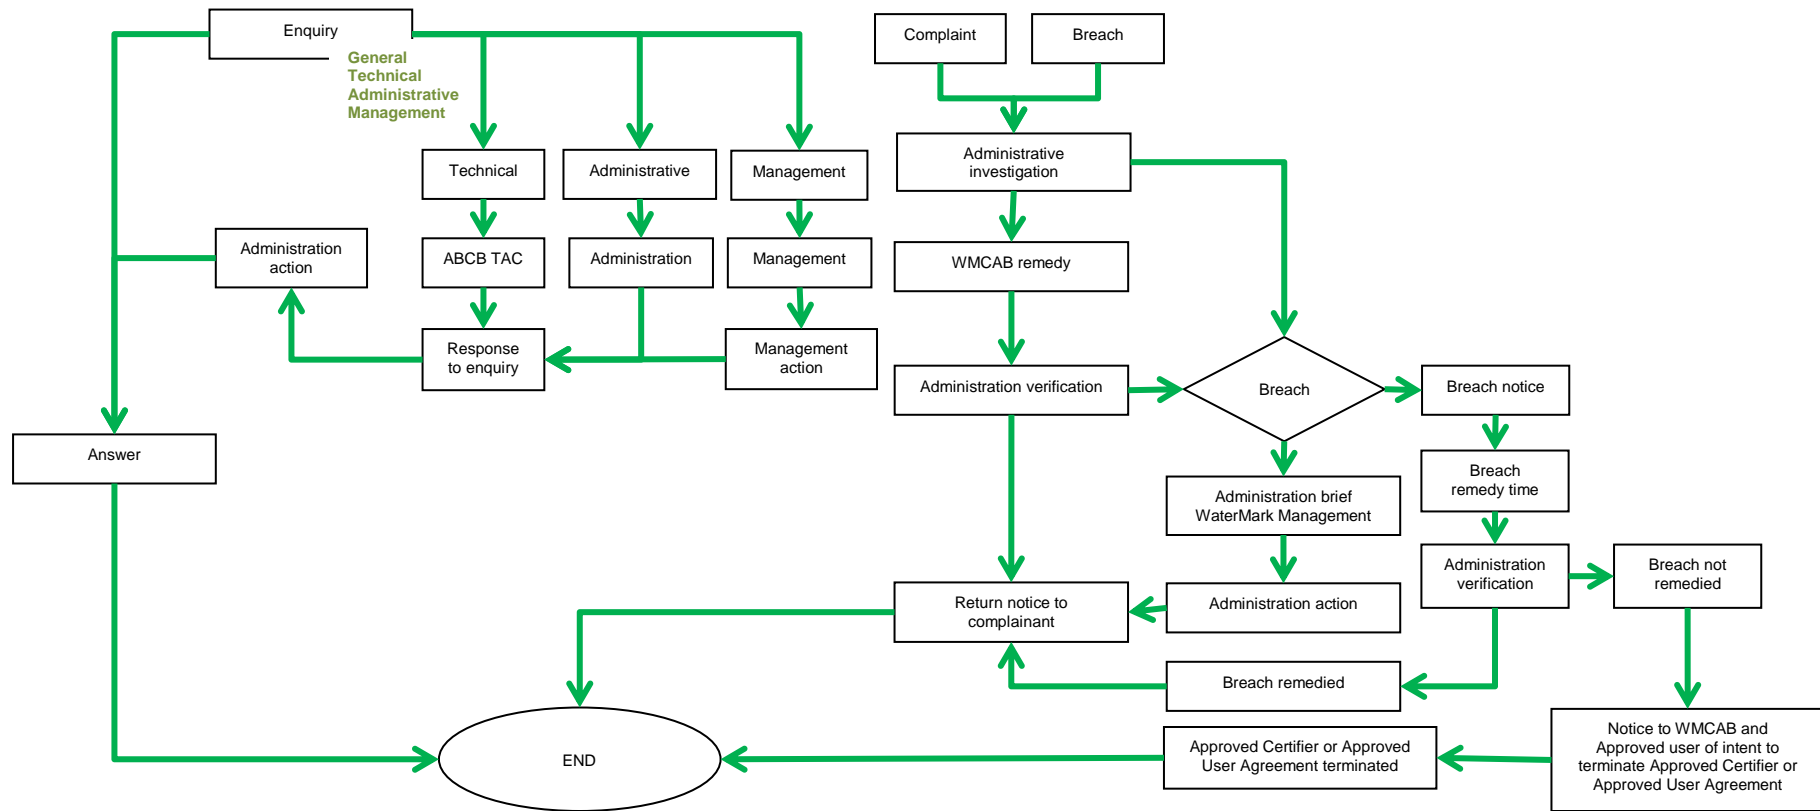 Enquiry
General
Technical
Administrative
Management
Complaint
Breach
Technical
Administrative
Management
Administrative
investigation
Administration
action
ABCB TAC
Administration
Management
WMCAB remedy
Response
to enquiry
Management
action
Administration verification
Breach
Breach notice
Answer
Breach
remedy time
Administration brief
WaterMark Management
Administration
verification
Breach not
remedied
Return notice to
complainant
Administration action
Breach remedied
Notice to WMCAB and
Approved user of intent to
terminate Approved Certifier or
Approved User Agreement
Approved Certifier or Approved
User Agreement terminated
END